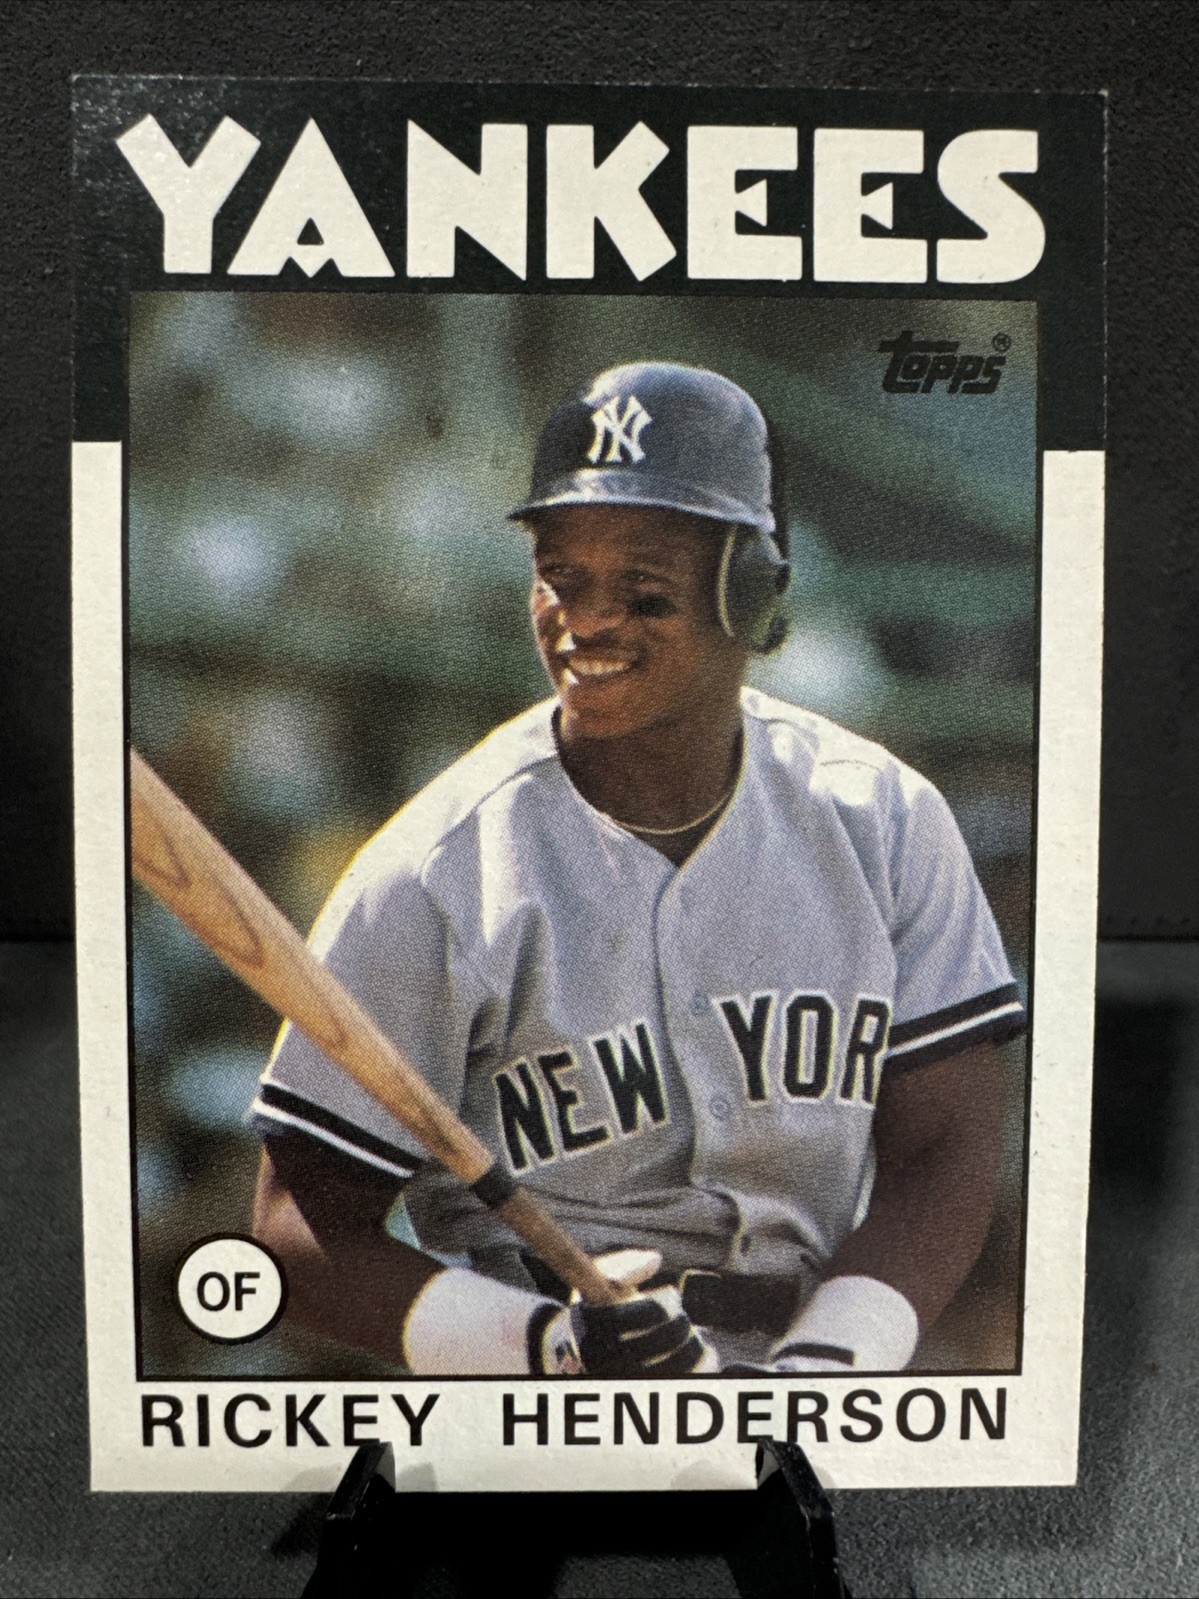 YANKEES
topps®
NY
NEW YOR
OF
RICKEY HENDERSON